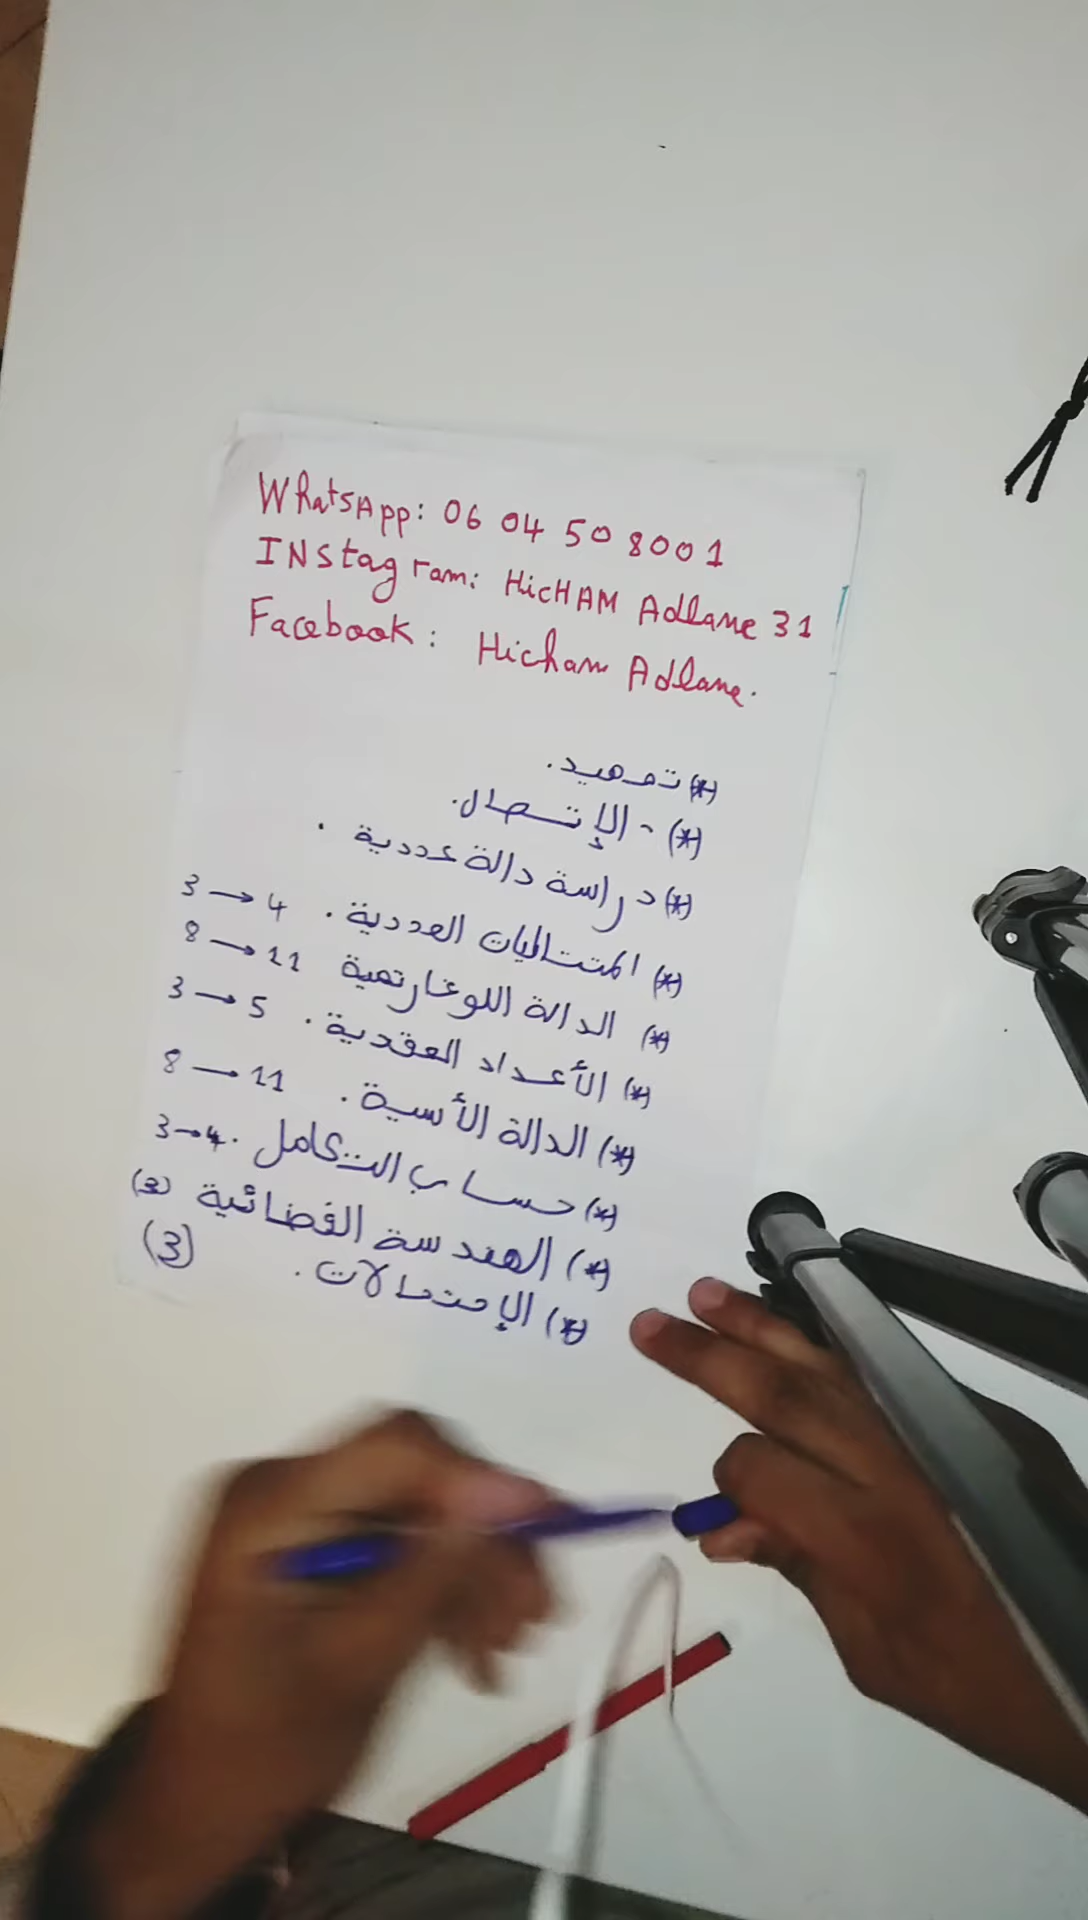 WhatsApp: 06 04 50 8001
INstagram: HicHAM Adlane 31
Facebook: Hicham Adlane.
(*) تمهيد.
(*) - الإتصال.
(*) دراسة دالة عددية .
(*) المتتاليات العددية . 3 → 4
(*) الدالة اللوغارتمية 8 → 11
(*) الأعداد العقدية . 3 → 5
(*) الدالة الأسية . 8 → 11
(*) حساب التكامل . 3 → 4
(*) الهندسة الفضائية (3)
(*) الإحتمالات . (3)